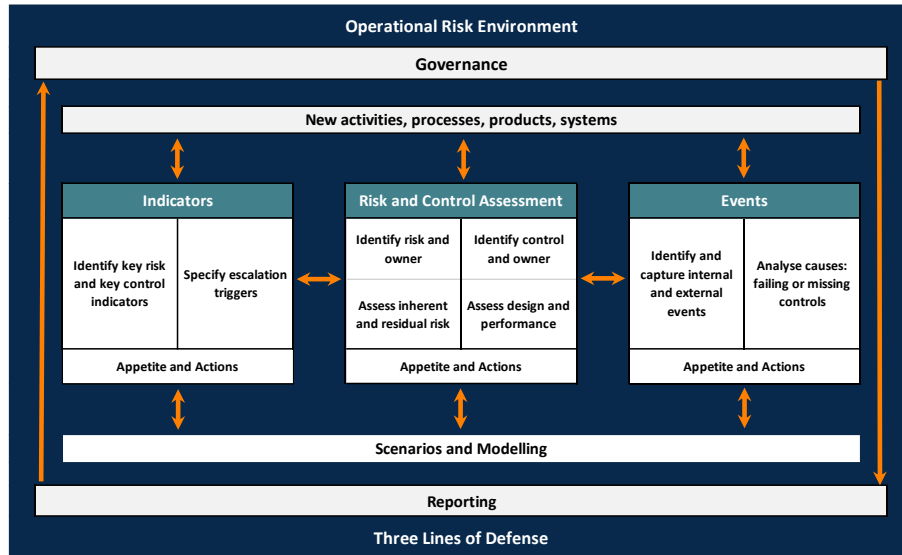 Operational Risk Environment
Governance
New activities, processes, products, systems
Indicators
Identify key risk
and key control
indicators
Specify escalation
triggers
Appetite and Actions
Risk and Control Assessment
Identify risk and
owner
Identify control
and owner
Assess inherent
and residual risk
Assess design and
performance
Appetite and Actions
Events
Identify and
capture internal
and external
events
Analyse causes:
failing or missing
controls
Appetite and Actions
Scenarios and Modelling
Reporting
Three Lines of Defense